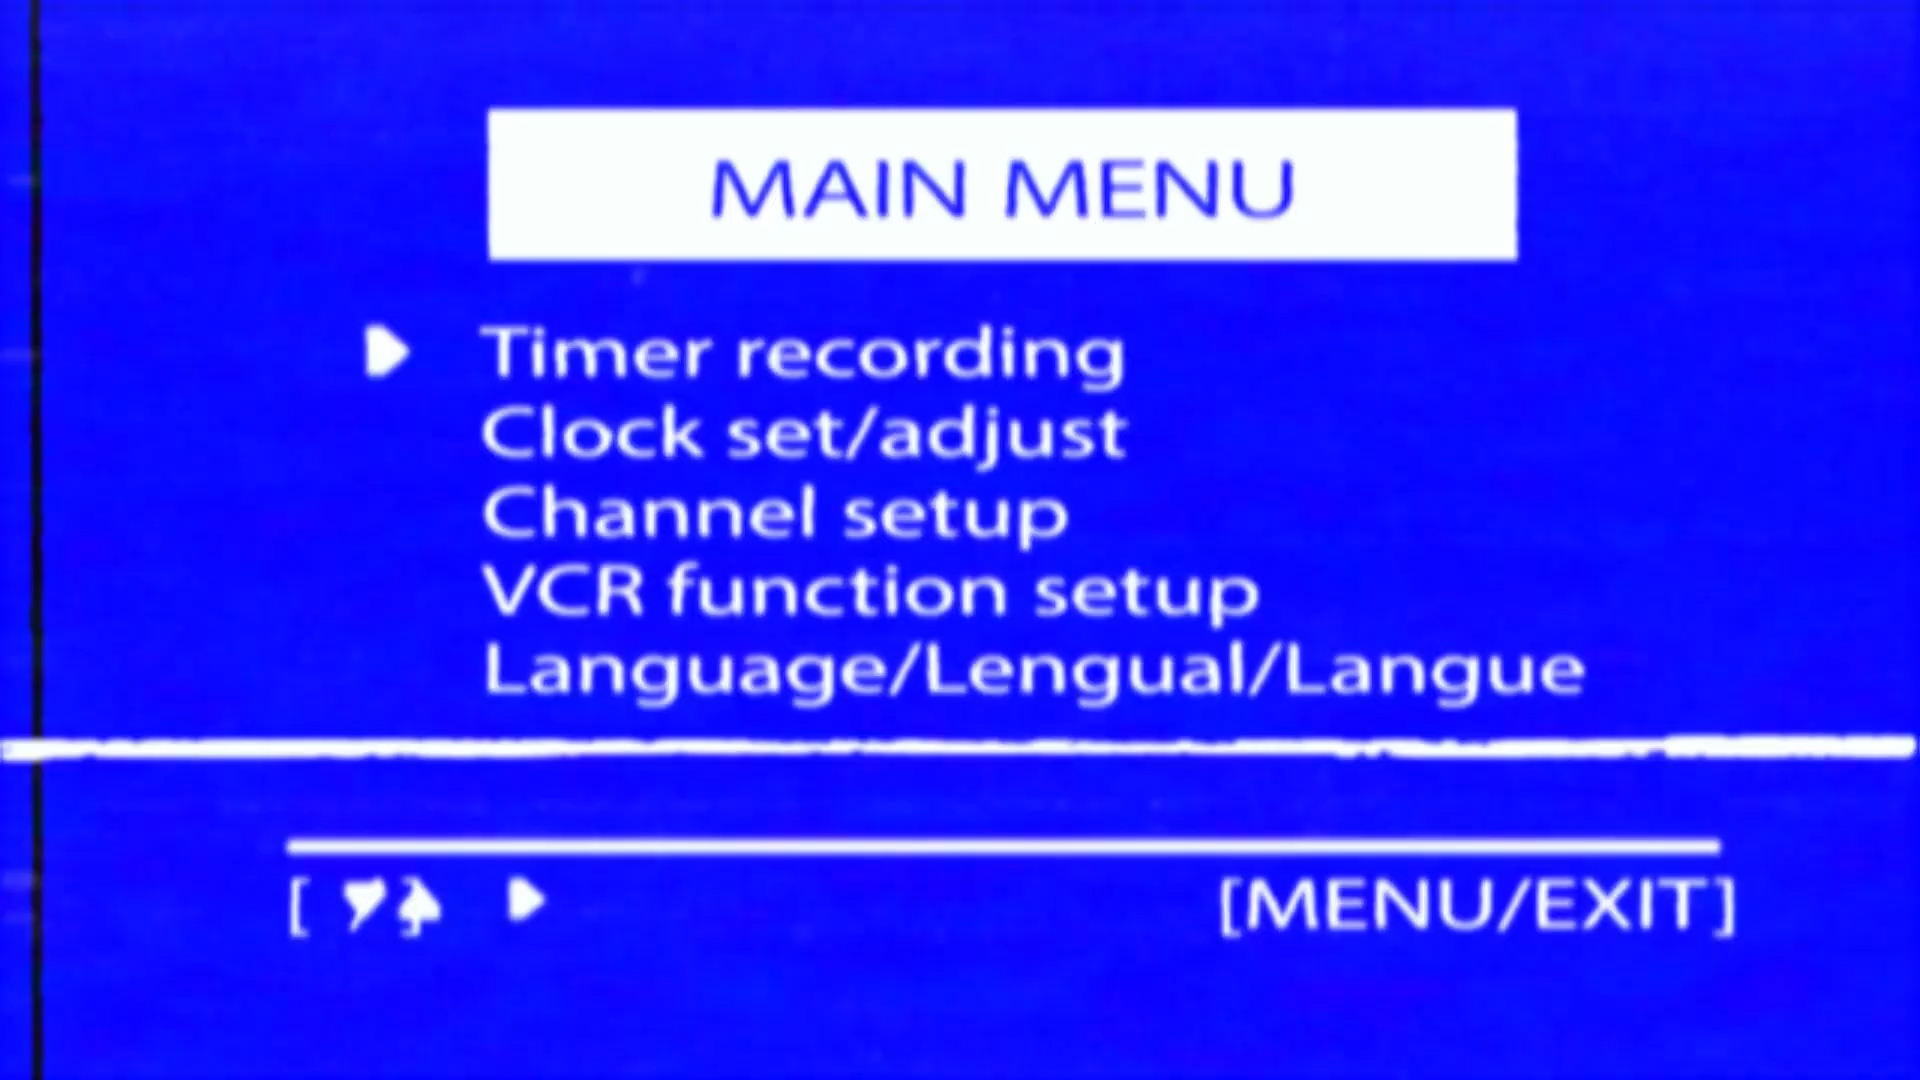 MAIN MENU
Timer recording
Clock set/adjust
Channel setup
VCR function setup
Language/Lengual/Langue
[ ] [MENU/EXIT]